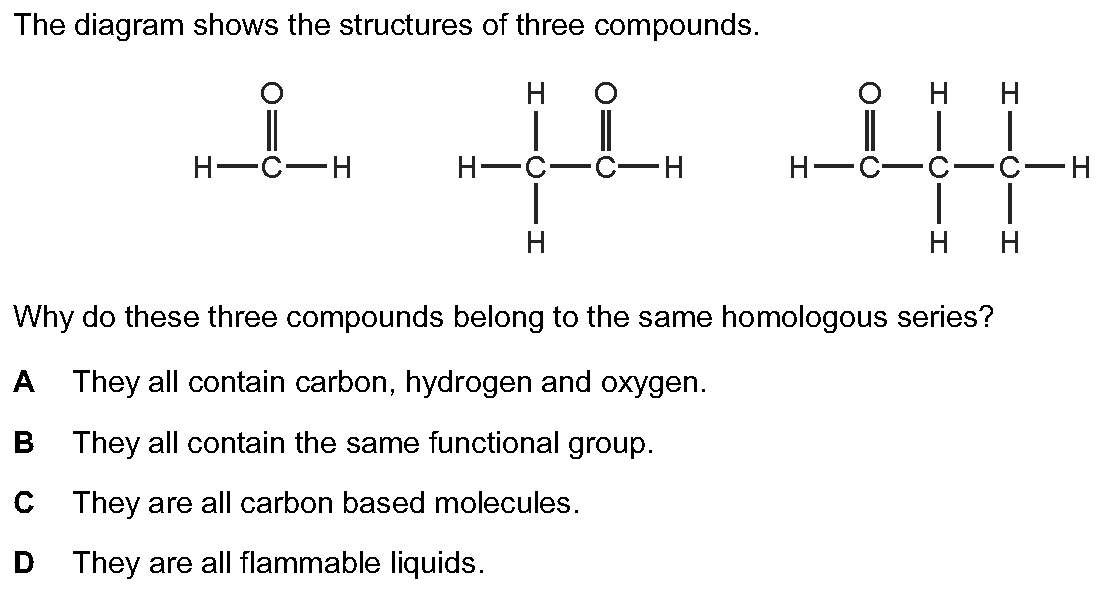 The diagram shows the structures of three compounds.
O H O O H H
H C H H C C H H C C C H
H H H
Why do these three compounds belong to the same homologous series?
A They all contain carbon, hydrogen and oxygen.
B They all contain the same functional group.
C They are all carbon based molecules.
D They are all flammable liquids.